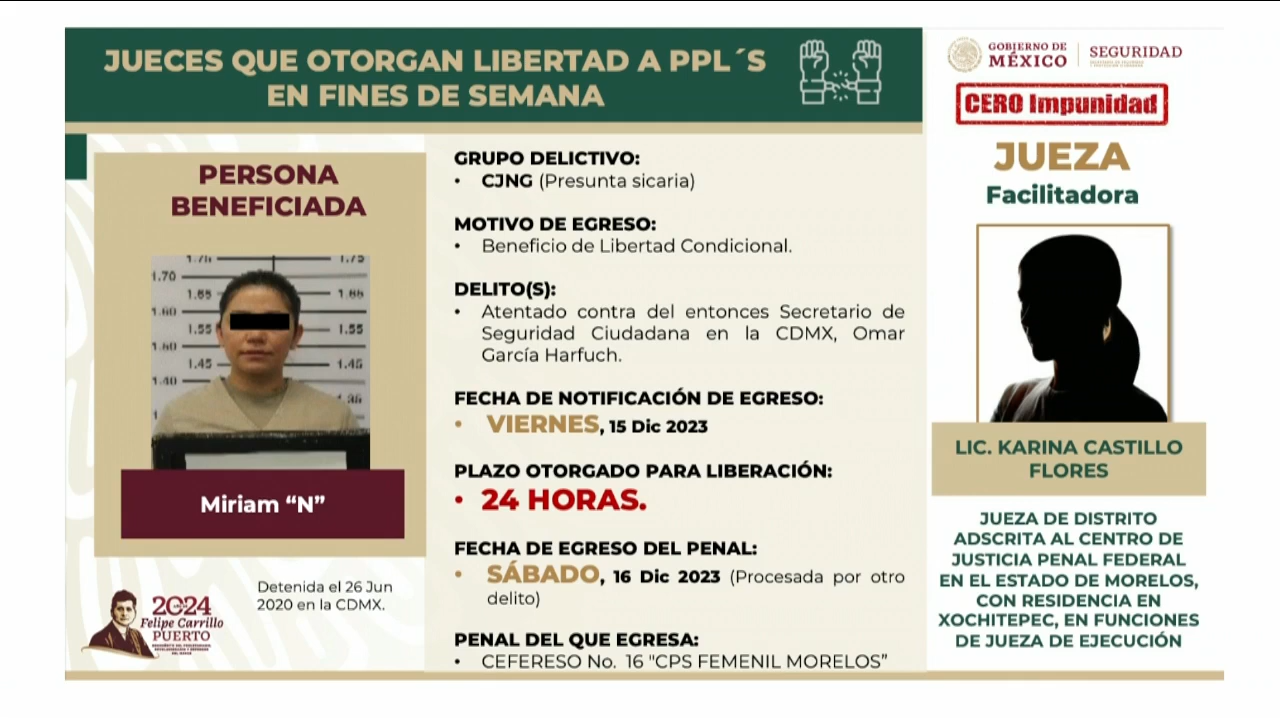 JUECES QUE OTORGAN LIBERTAD A PPL´S
EN FINES DE SEMANA
PERSONA
BENEFICIADA
1.75
1.70
1.65 1.65
1.60
1.55 1.55
1.50
1.45 1.45
1.40
Miriam “N”
Detenida el 26 Jun
2020 en la CDMX.
2024
Felipe Carrillo
PUERTO
GRUPO DELICTIVO:
• CJNG (Presunta sicaria)
MOTIVO DE EGRESO:
• Beneficio de Libertad Condicional.
DELITO(S):
• Atentado contra del entonces Secretario de
Seguridad Ciudadana en la CDMX, Omar
García Harfuch.
FECHA DE NOTIFICACIÓN DE EGRESO:
• VIERNES, 15 Dic 2023
PLAZO OTORGADO PARA LIBERACIÓN:
• 24 HORAS.
FECHA DE EGRESO DEL PENAL:
• SÁBADO, 16 Dic 2023 (Procesada por otro
delito)
PENAL DEL QUE EGRESA:
• CEFERESO No. 16 "CPS FEMENIL MORELOS”
GOBIERNO DE
MÉXICO
SEGURIDAD
CERO Impunidad
JUEZA
Facilitadora
LIC. KARINA CASTILLO
FLORES
JUEZA DE DISTRITO
ADSCRITA AL CENTRO DE
JUSTICIA PENAL FEDERAL
EN EL ESTADO DE MORELOS,
CON RESIDENCIA EN
XOCHITEPEC, EN FUNCIONES
DE JUEZA DE EJECUCIÓN